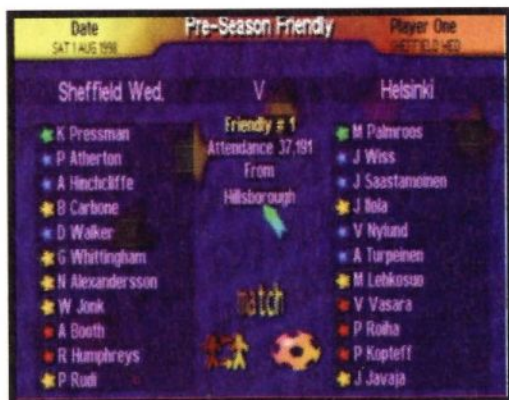 Date
SAT 1 AUG 1998
Pre-Season Friendly
Player One
SHEFFIELD WED
Sheffield Wed.
V
Helsinki
K Pressman
P Atherton
A Hinchcliffe
B Carbone
D Walker
G Whittingham
N Alexandersson
W Jonk
A Booth
R Humphreys
P Rudi
Friendly # 1
Attendance 37,191
From
Hillsborough
match
M Palmroos
J Wiss
J Saastamoinen
J Ilola
V Nylund
A Turpeinen
M Lehkosuo
V Vasara
P Roiha
P Kopteff
J Javaja